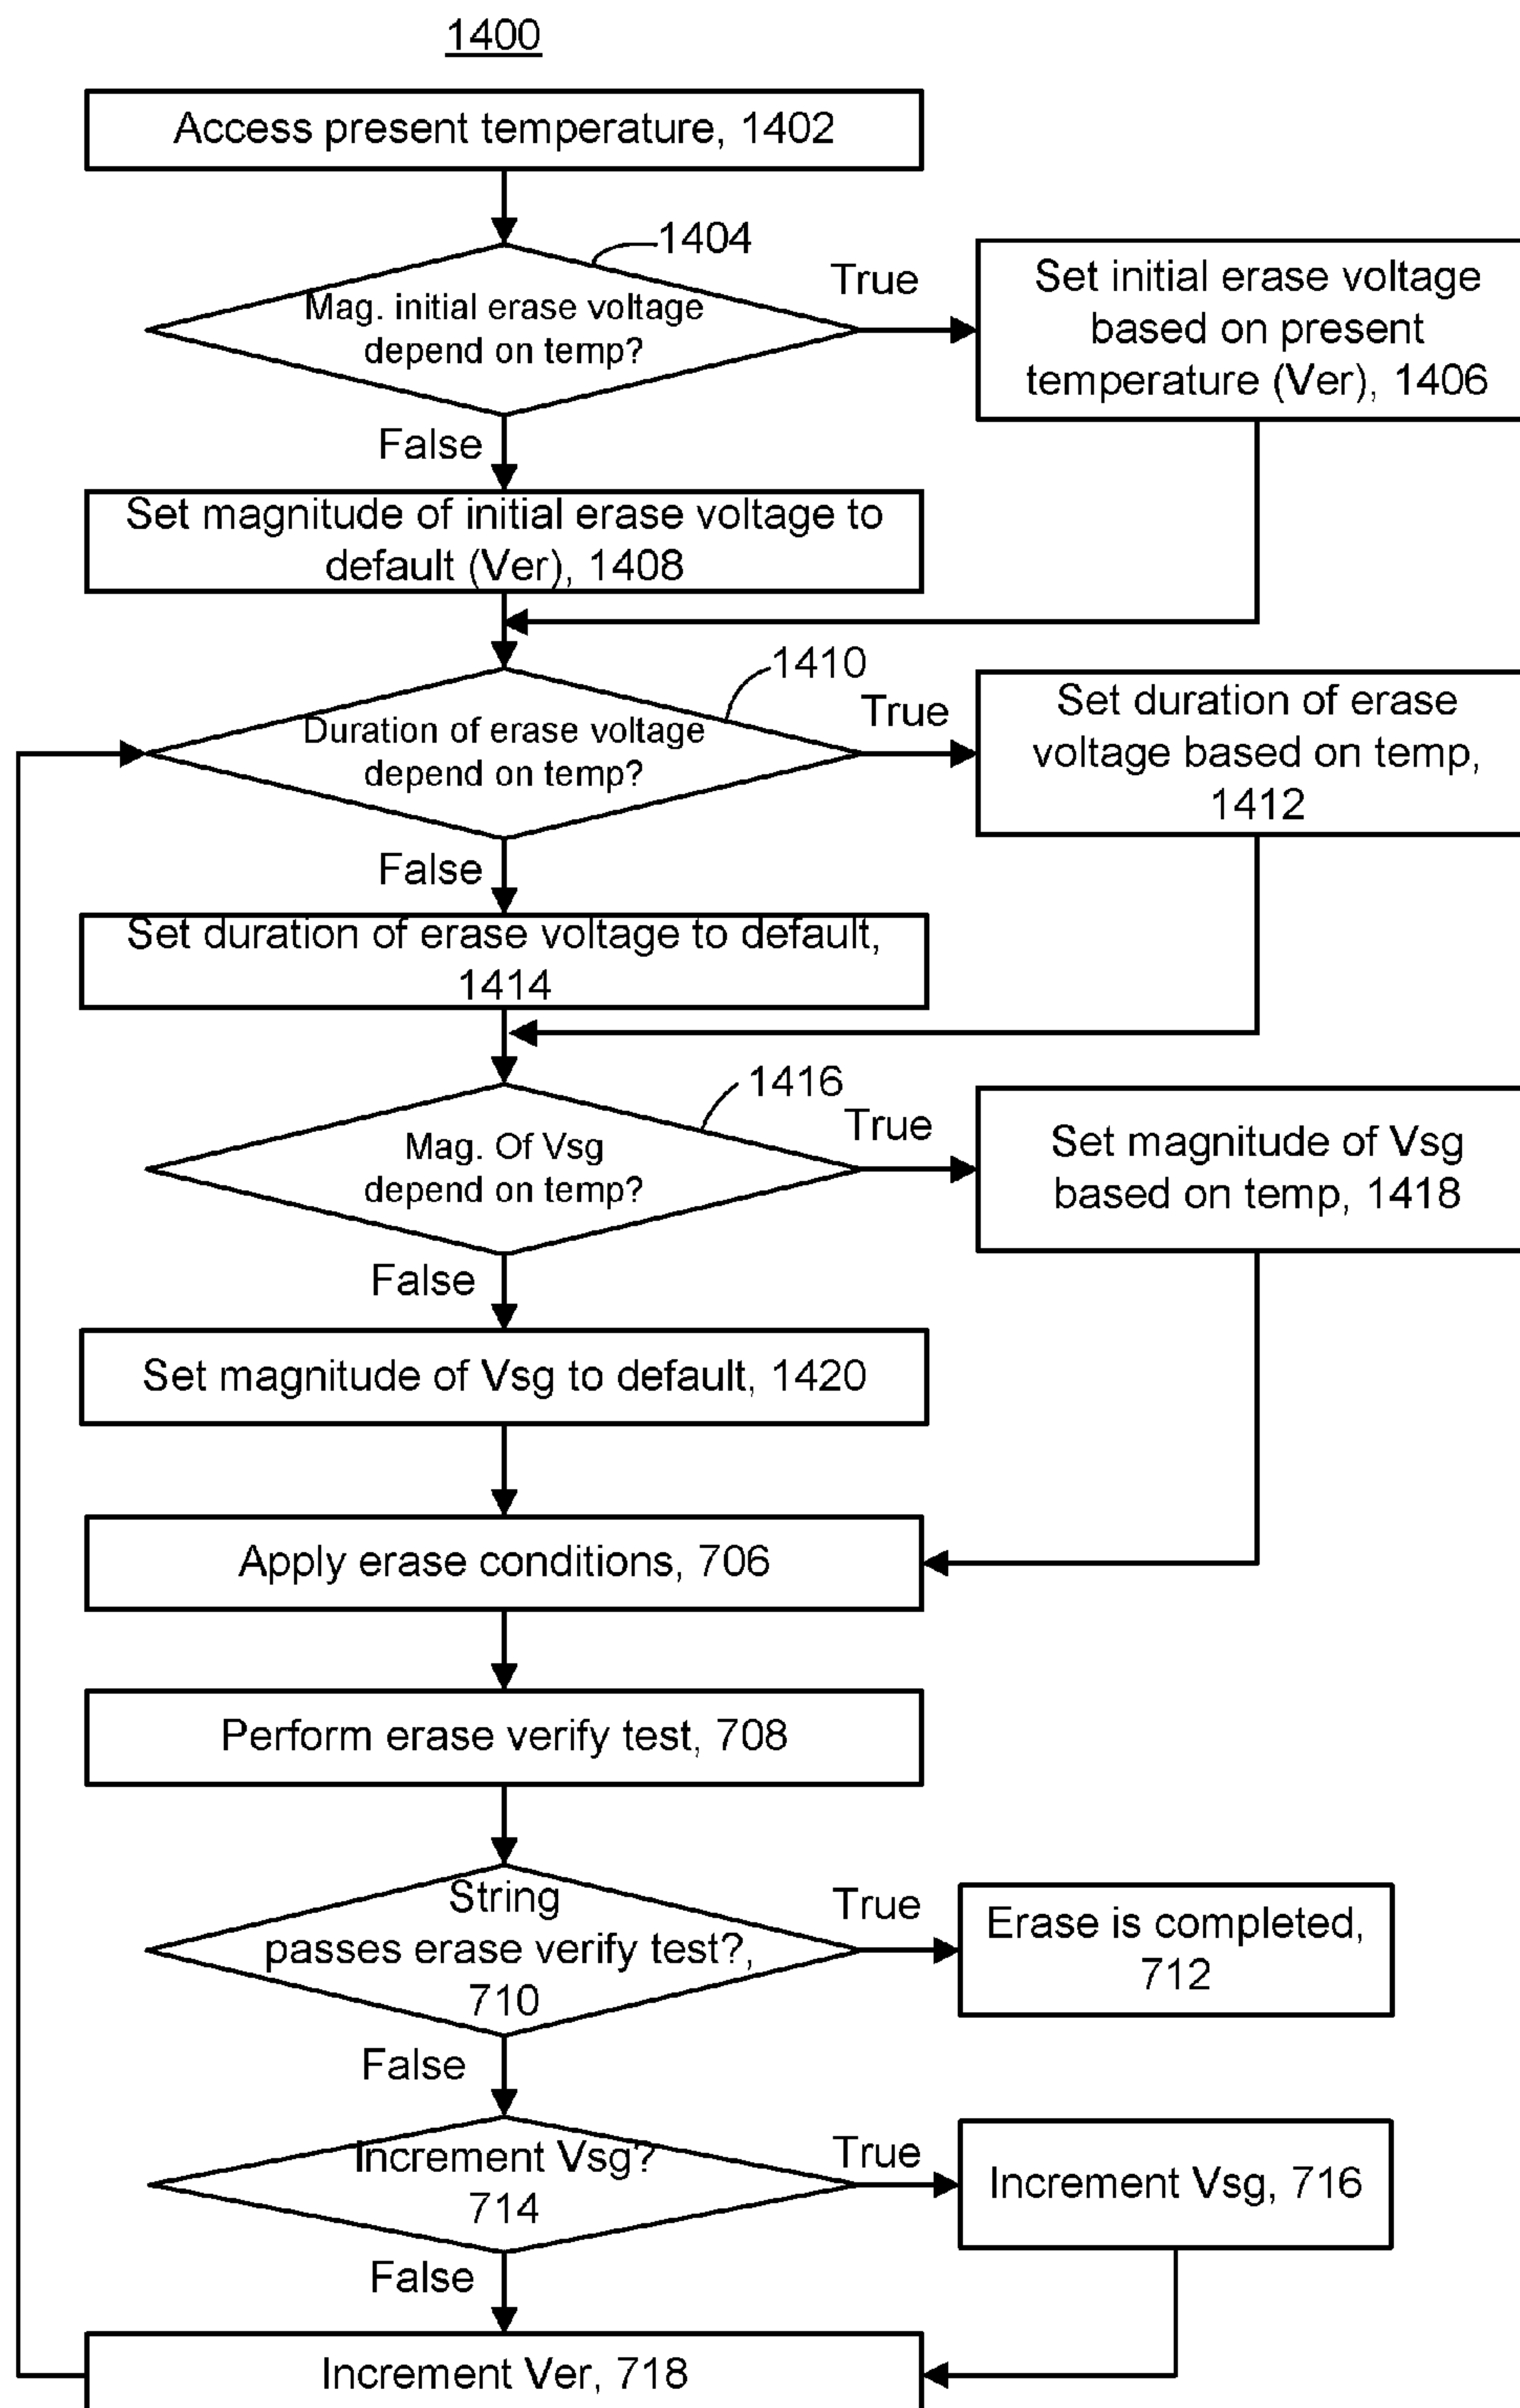 1400
Access present temperature, 1402
1404
Mag. initial erase voltage
depend on temp?
True
Set initial erase voltage
based on present
temperature (Ver), 1406
False
Set magnitude of initial erase voltage to
default (Ver), 1408
1410
Duration of erase voltage
depend on temp?
True
Set duration of erase
voltage based on temp,
1412
False
Set duration of erase voltage to default,
1414
1416
Mag. Of Vsg
depend on temp?
True
Set magnitude of Vsg
based on temp, 1418
False
Set magnitude of Vsg to default, 1420
Apply erase conditions, 706
Perform erase verify test, 708
String
passes erase verify test?,
710
True
Erase is completed,
712
False
Increment Vsg?
714
True
Increment Vsg, 716
False
Increment Ver, 718